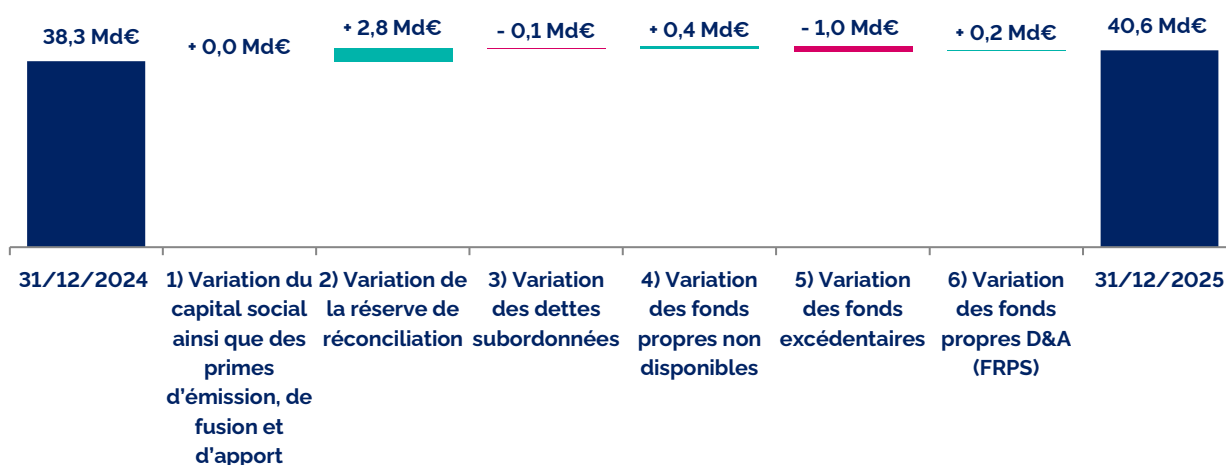 38,3 Md€
+ 0,0 Md€
+ 2,8 Md€
- 0,1 Md€
+ 0,4 Md€
- 1,0 Md€
+ 0,2 Md€
40,6 Md€
31/12/2024
1) Variation du
capital social
ainsi que des
primes
d'émission, de
fusion et
d'apport
2) Variation de
la réserve de
réconciliation
3) Variation
des dettes
subordonnées
4) Variation
des fonds
propres non
disponibles
5) Variation
des fonds
excédentaires
6) Variation
des fonds
propres D&A
(FRPS)
31/12/2025